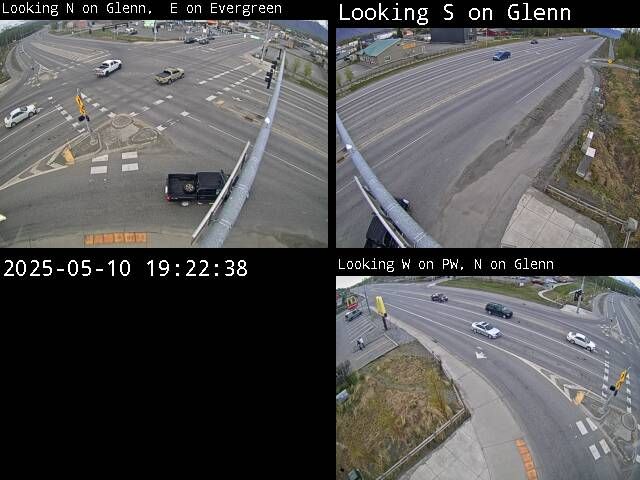 Looking N on Glenn,  E on Evergreen
Looking S on Glenn
2025-05-10 19:22:38
Looking W on PW, N on Glenn